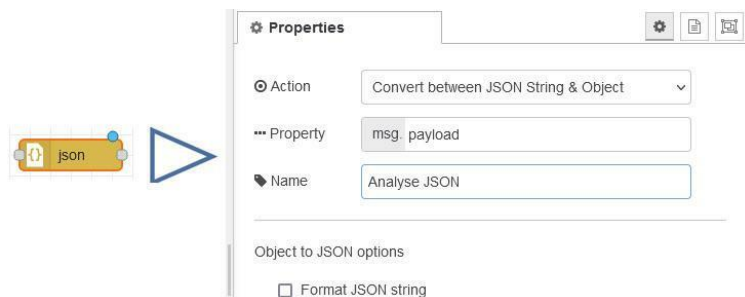 Properties
Action
Convert between JSON String & Object
Property
msg. payload
{} json
Name
Analyse JSON
Object to JSON options
Format JSON string